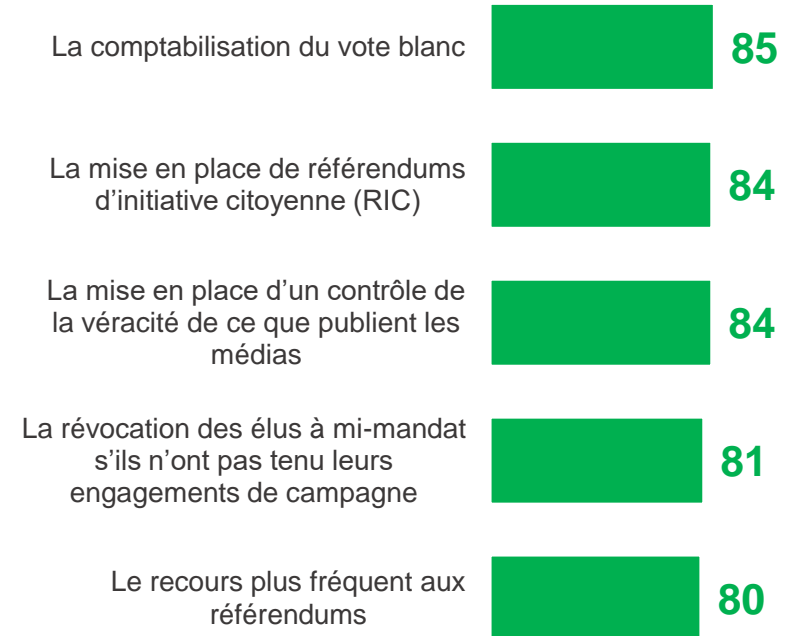 La comptabilisation du vote blanc
85
La mise en place de référendums
d’initiative citoyenne (RIC)
84
La mise en place d’un contrôle de
la véracité de ce que publient les
médias
84
La révocation des élus à mi-mandat
s’ils n’ont pas tenu leurs
engagements de campagne
81
Le recours plus fréquent aux
référendums
80